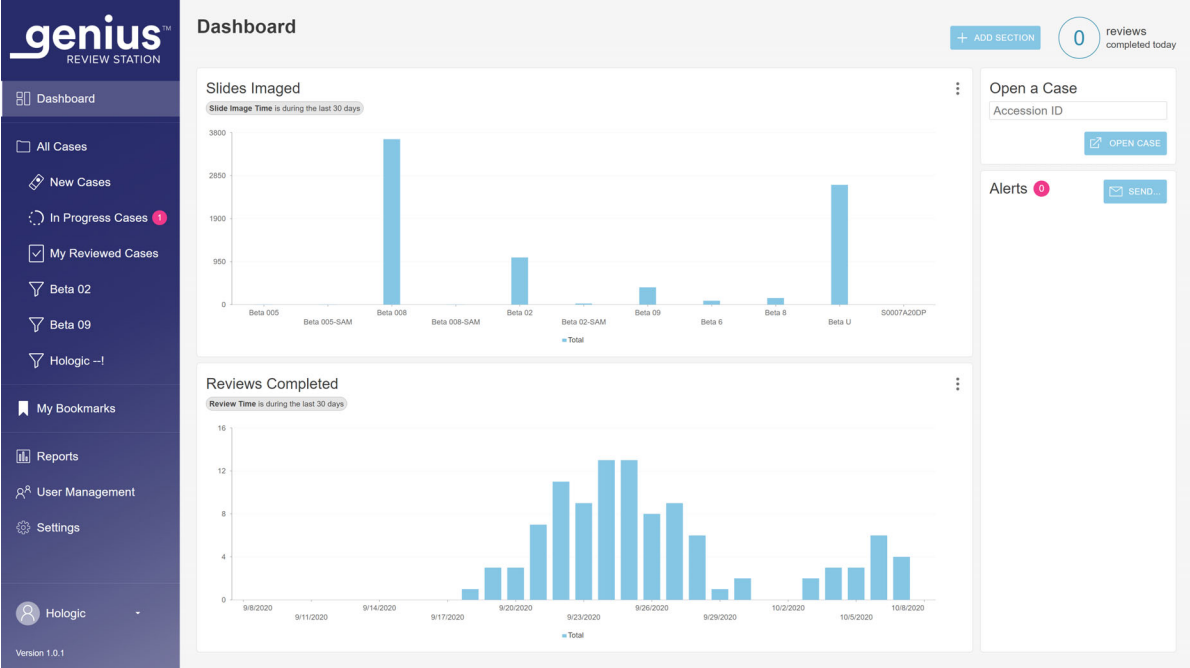 genius™
REVIEW STATION
Dashboard
All Cases
New Cases
In Progress Cases 1
My Reviewed Cases
Beta 02
Beta 09
Hologic --!
My Bookmarks
Reports
User Management
Settings
Hologic
Version 1.0.1
Dashboard
+ ADD SECTION
0 reviews
completed today
Slides Imaged
Slide Image Time is during the last 30 days
3800
2850
1900
950
0
Beta 005
Beta 005-SAM
Beta 008
Beta 008-SAM
Beta 02
Beta 02-SAM
Beta 09
Beta 6
Beta 8
Beta U
S0007A20DP
Total
Reviews Completed
Review Time is during the last 30 days
16
12
8
4
0
9/8/2020
9/11/2020
9/14/2020
9/17/2020
9/20/2020
9/23/2020
9/26/2020
9/29/2020
10/2/2020
10/5/2020
10/8/2020
Total
Open a Case
Accession ID
OPEN CASE
Alerts 0
SEND...